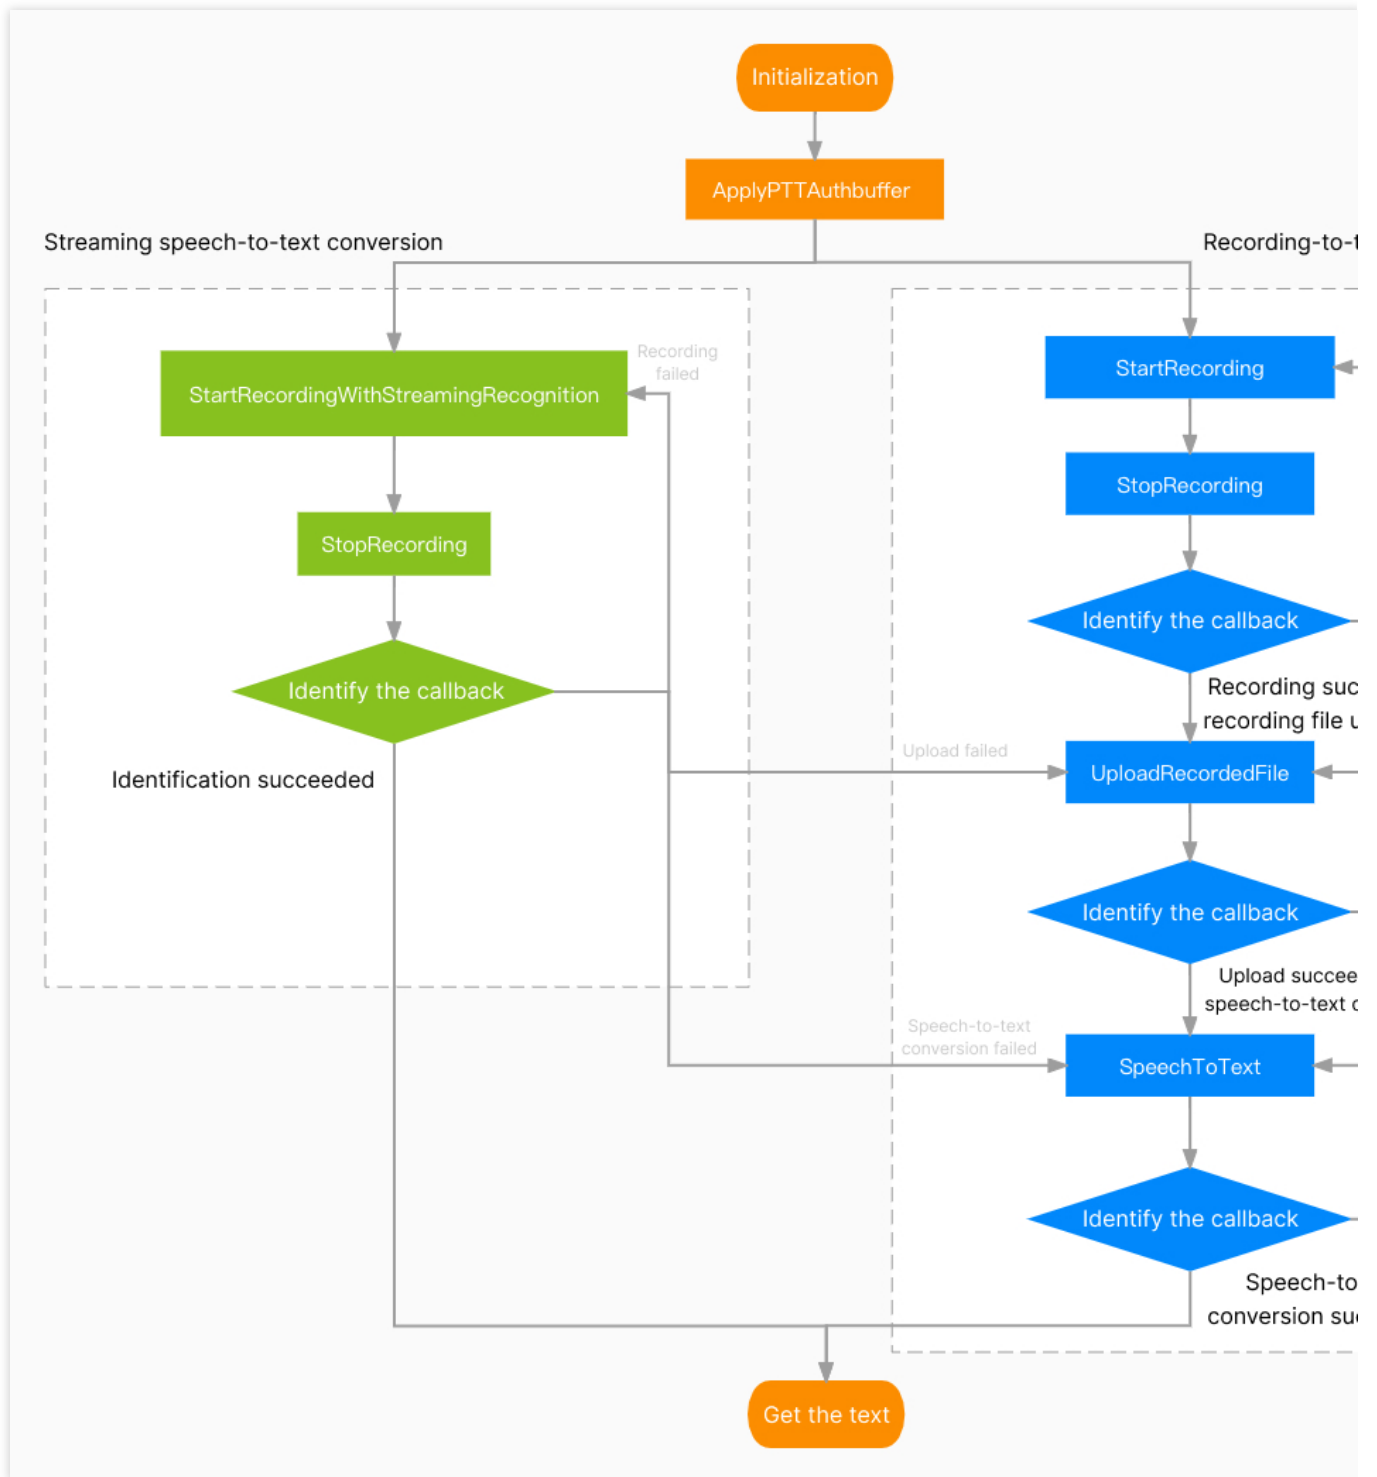 Initialization
ApplyPTTAuthbuffer
Streaming speech-to-text conversion
Recording-to-t
Recording
failed
StartRecordingWithStreamingRecognition
StartRecording
StopRecording
StopRecording
Identify the callback
Identify the callback
Recording suc
recording file u
Upload failed
UploadRecordedFile
Identification succeeded
Identify the callback
Upload succee
speech-to-text c
Speech-to-text
conversion failed
SpeechToText
Identify the callback
Speech-to
conversion su
Get the text